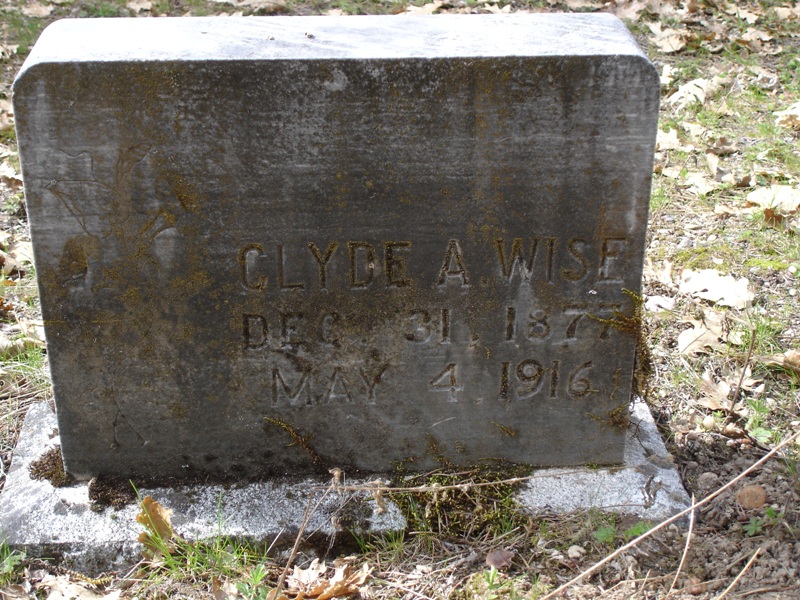 CLYDE A. WISE
DEC. 31, 1877
MAY 4, 1916